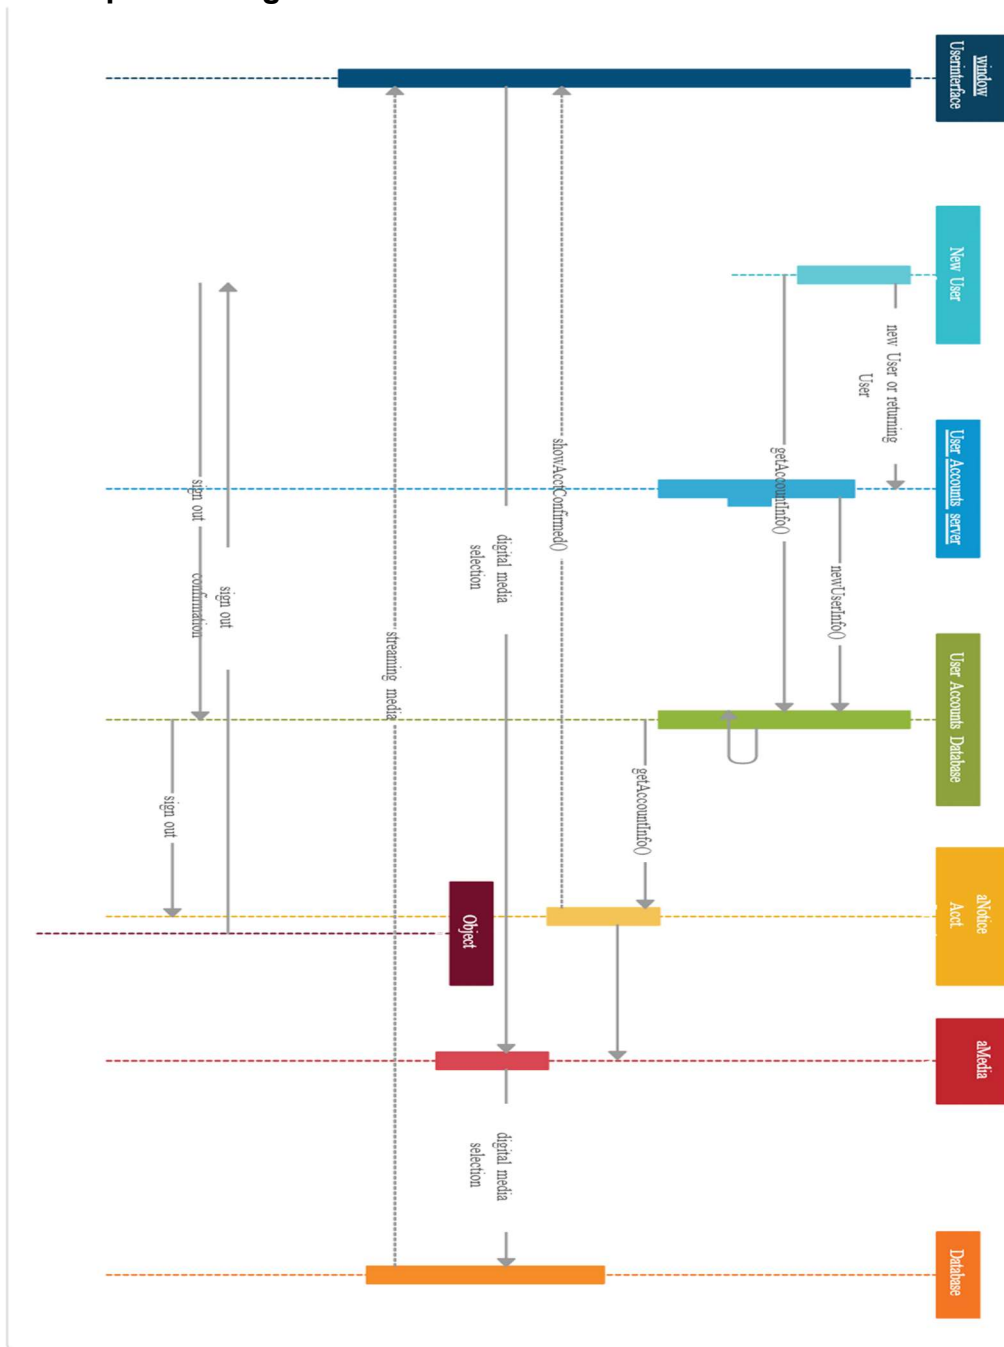 window
Userinterface
New User
User Accounts server
User Accounts Database
aNotice
Acct
aMedia
Database
new User or returning
User
newUserInfo()
getAccountInfo()
getAccountInfo()
showAcctConfirmed()
digital media
selection
digital media
selection
Object
streaming media
sign out
sign out
confirmation
sign out